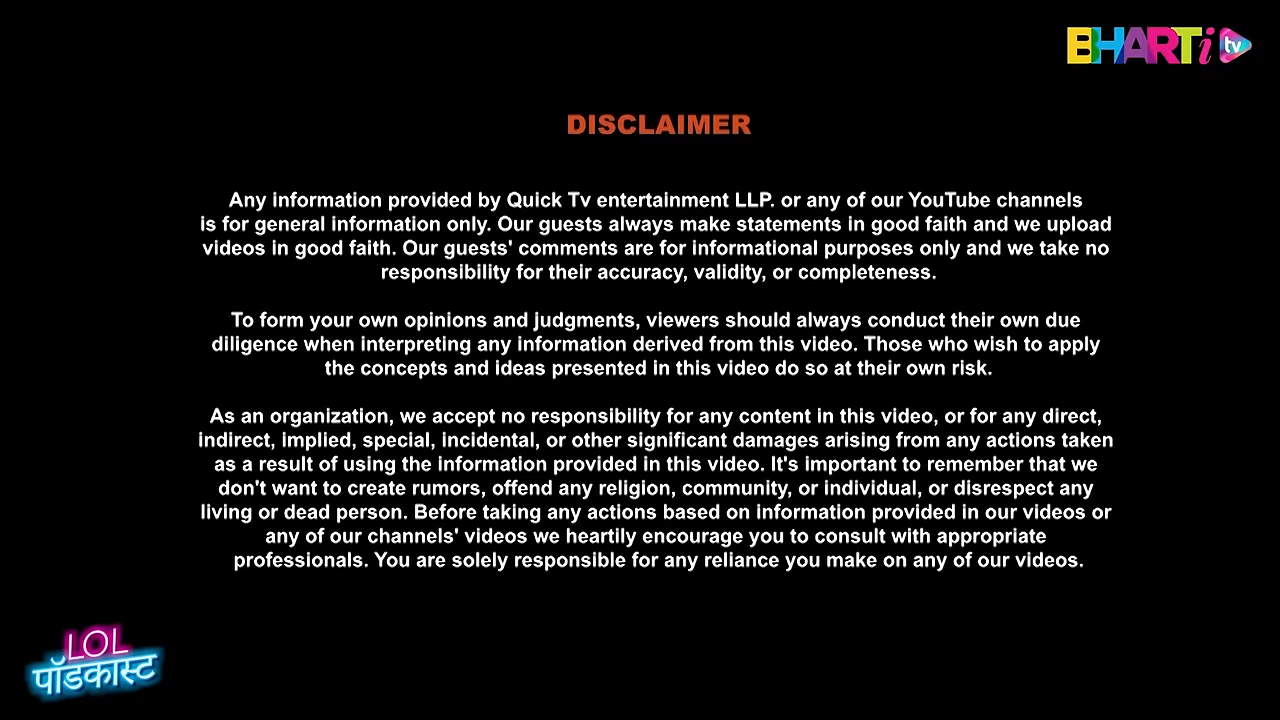 BHARTi tv
DISCLAIMER
Any information provided by Quick Tv entertainment LLP. or any of our YouTube channels
is for general information only. Our guests always make statements in good faith and we upload
videos in good faith. Our guests' comments are for informational purposes only and we take no
responsibility for their accuracy, validity, or completeness.
To form your own opinions and judgments, viewers should always conduct their own due
diligence when interpreting any information derived from this video. Those who wish to apply
the concepts and ideas presented in this video do so at their own risk.
As an organization, we accept no responsibility for any content in this video, or for any direct,
indirect, implied, special, incidental, or other significant damages arising from any actions taken
as a result of using the information provided in this video. It's important to remember that we
don't want to create rumors, offend any religion, community, or individual, or disrespect any
living or dead person. Before taking any actions based on information provided in our videos or
any of our channels' videos we heartily encourage you to consult with appropriate
professionals. You are solely responsible for any reliance you make on any of our videos.
LOL
पॉडकास्ट